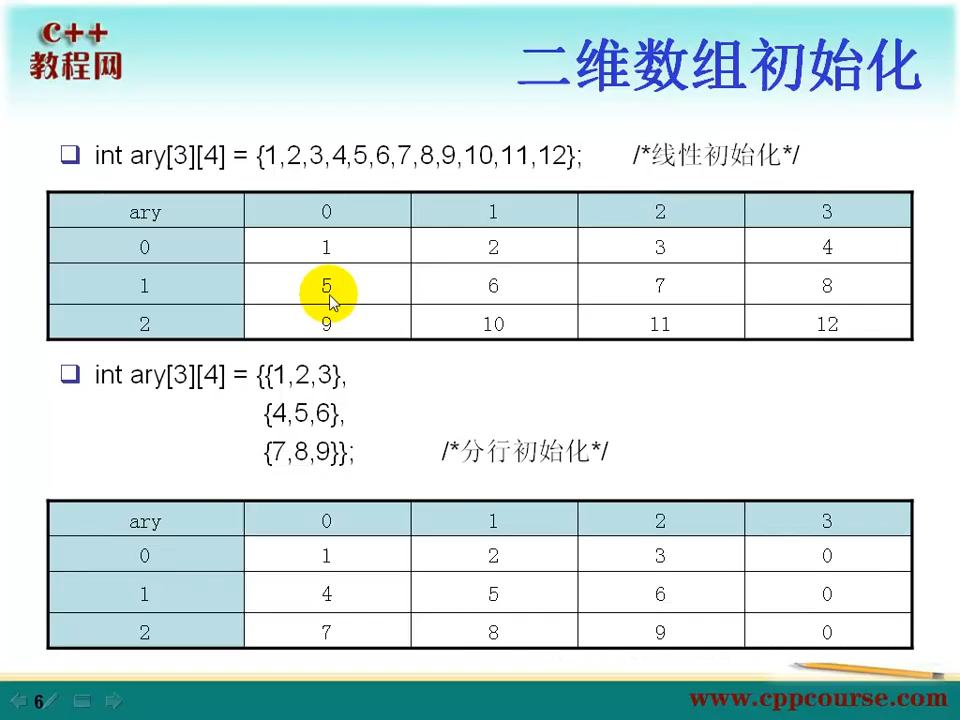 C++
教程网
二维数组初始化
int ary[3][4] = {1,2,3,4,5,6,7,8,9,10,11,12}; /*线性初始化*/
ary 0 1 2 3
0 1 2 3 4
1 5 6 7 8
2 9 10 11 12
int ary[3][4] = {{1,2,3},
{4,5,6},
{7,8,9}}; /*分行初始化*/
ary 0 1 2 3
0 1 2 3 0
1 4 5 6 0
2 7 8 9 0
6
www.cppcourse.com